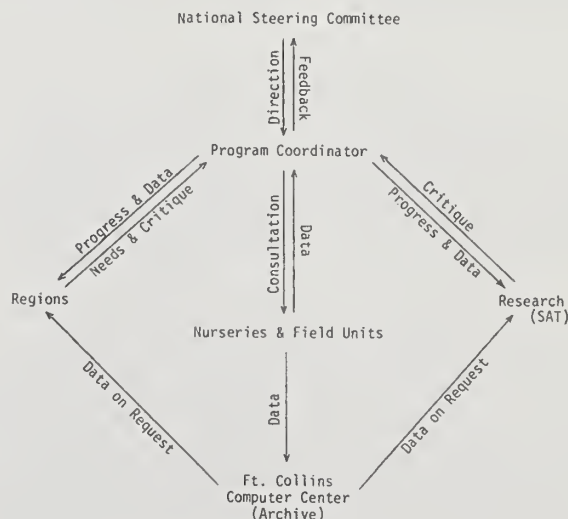 National Steering Committee
Direction
Feedback
Program Coordinator
Progress & Data
Needs & Critique
Consultation
Data
Critique
Progress & Data
Regions
Research
(SAT)
Nurseries & Field Units
Data on Request
Data
Data on Request
Ft. Collins
Computer Center
(Archive)